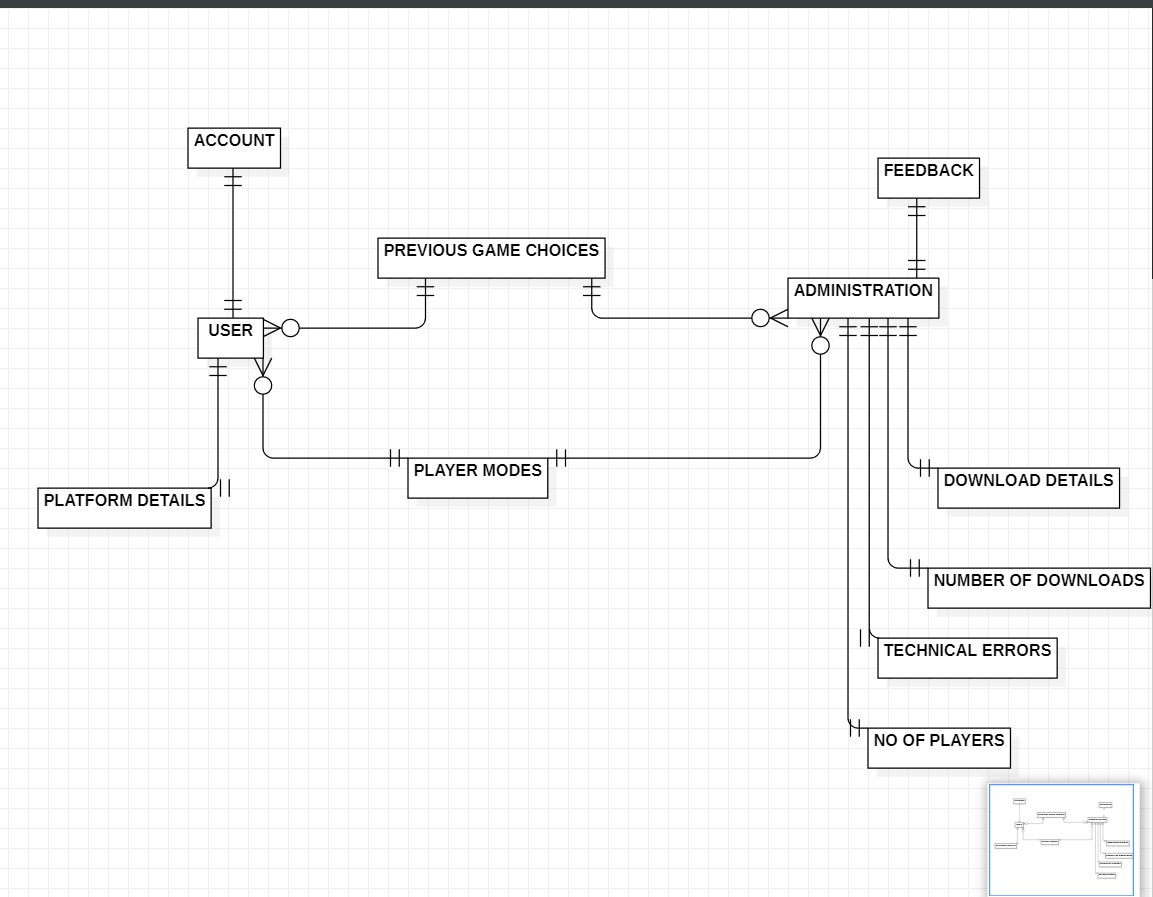 ACCOUNT
FEEDBACK
PREVIOUS GAME CHOICES
ADMINISTRATION
USER
PLAYER MODES
DOWNLOAD DETAILS
PLATFORM DETAILS
NUMBER OF DOWNLOADS
TECHNICAL ERRORS
NO OF PLAYERS